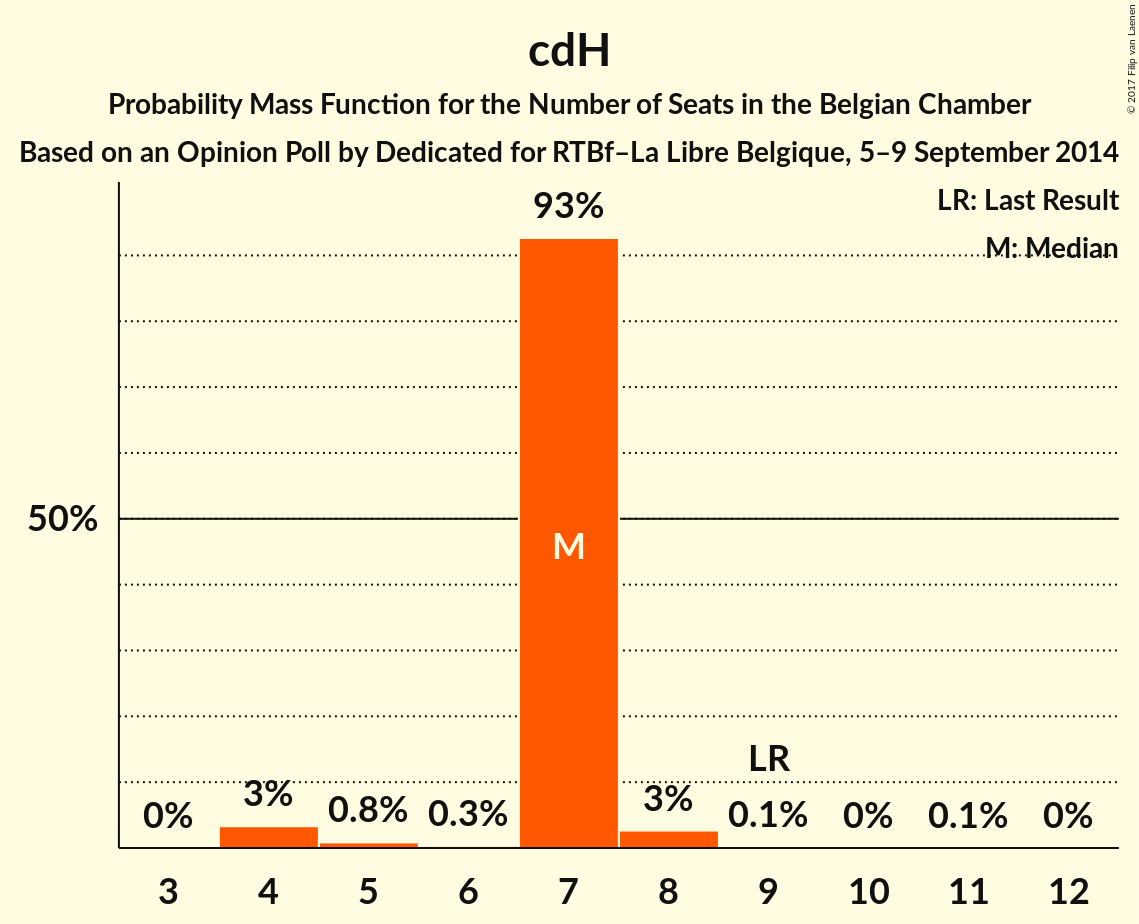 cdH
Probability Mass Function for the Number of Seats in the Belgian Chamber
Based on an Opinion Poll by Dedicated for RTBf–La Libre Belgique, 5–9 September 2014
© 2017 Filip van Laenen
LR: Last Result
M: Median
50%
0%
3%
0.8%
0.3%
93%
M
3%
LR
0.1%
0%
0.1%
0%
3 4 5 6 7 8 9 10 11 12